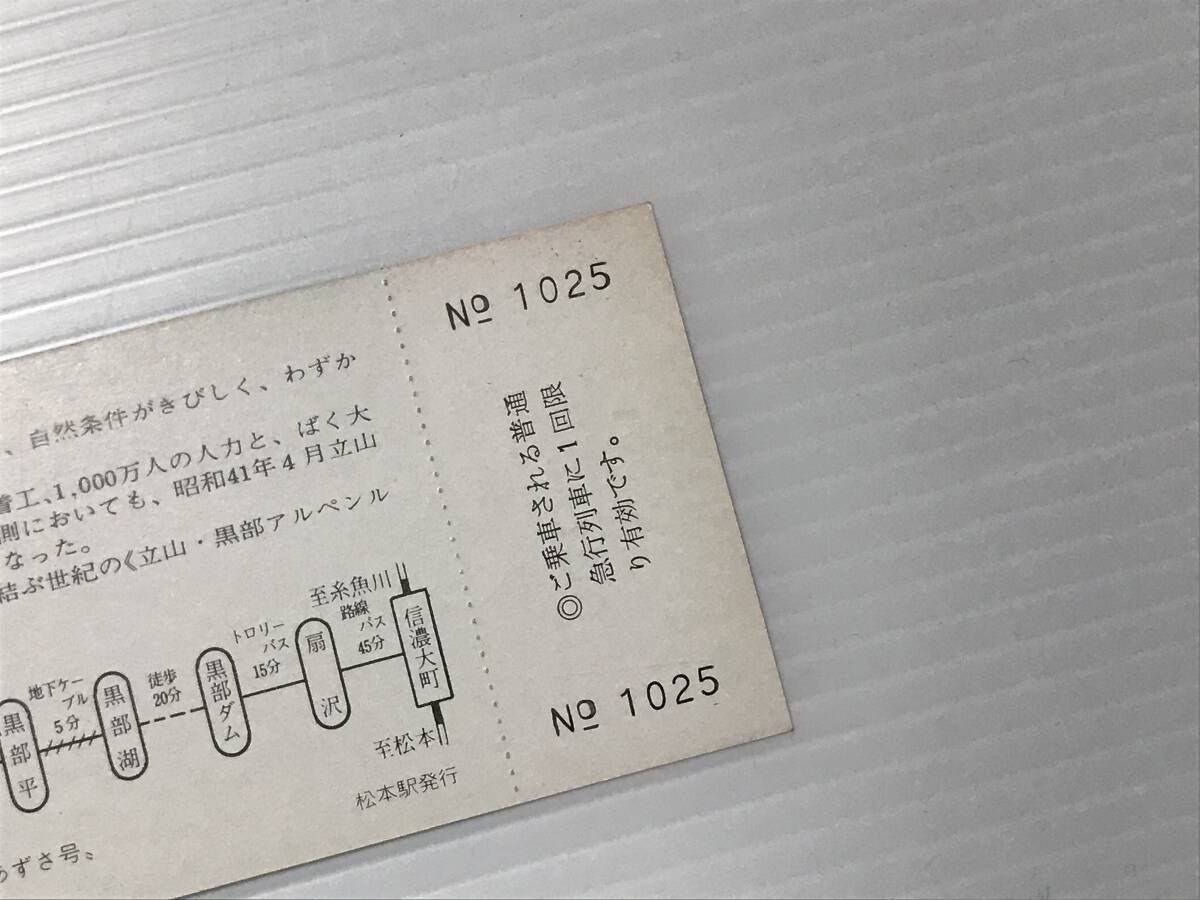 、自然条件がきびしく、わずか
着工、1,000万人の人力と、ばく大
側においても、昭和41年4月立山
なった。
結ぶ世紀の《立山・黒部アルペンル
至糸魚川
信濃大町
至松本
路線
バス
45分
扇沢
トロリー
バス
15分
黒部ダム
徒歩
20分
黒部湖
地下ケー
ブル
5分
黒部平
松本駅発行
ずさ号〟
No 1025
◎ご乗車される普通
急行列車に1回限
り有効です。
No 1025